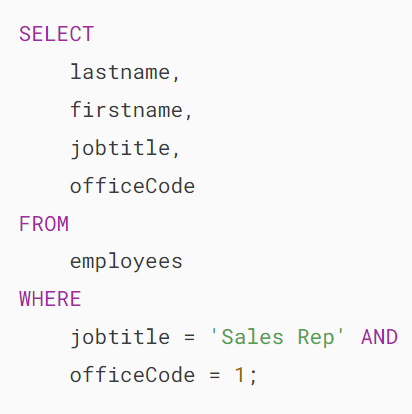 SELECT
    lastname,
    firstname,
    jobtitle,
    officeCode
FROM
    employees
WHERE
    jobtitle = 'Sales Rep' AND
    officeCode = 1;